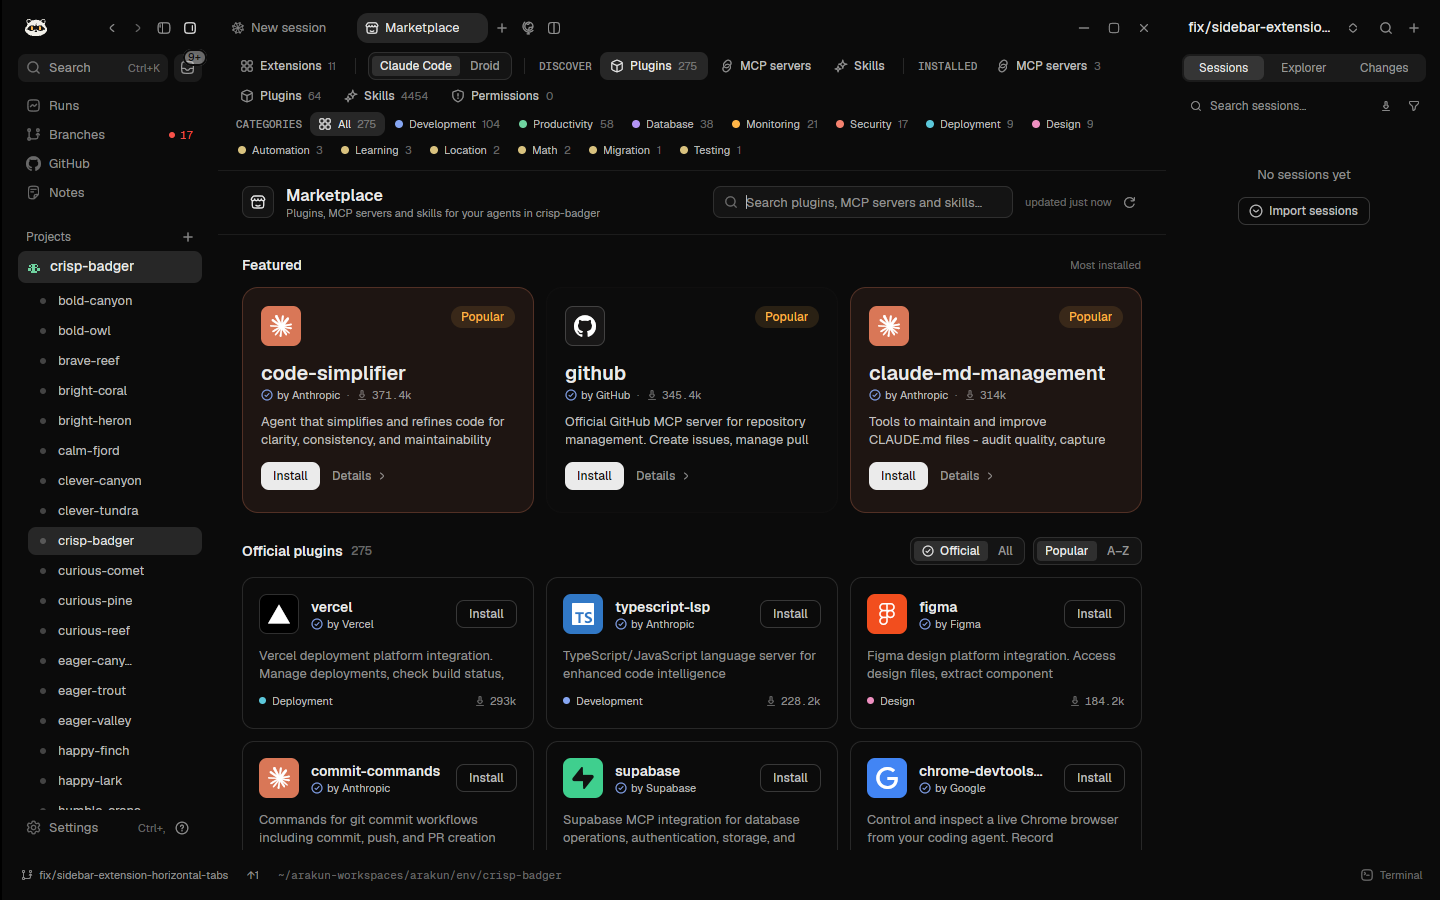 New session
Marketplace
fix/sidebar-extensio...
Search Ctrl+K 9+
Runs
Branches 17
GitHub
Notes
Projects
crisp-badger
bold-canyon
bold-owl
brave-reef
bright-coral
bright-heron
calm-fjord
clever-canyon
clever-tundra
crisp-badger
curious-comet
curious-pine
curious-reef
eager-cany...
eager-trout
eager-valley
happy-finch
happy-lark
Settings Ctrl+,
Extensions 11 Claude Code Droid DISCOVER Plugins 275 MCP servers Skills INSTALLED MCP servers 3
Plugins 64 Skills 4454 Permissions 0
CATEGORIES All 275 Development 104 Productivity 58 Database 38 Monitoring 21 Security 17 Deployment 9 Design 9
Automation 3 Learning 3 Location 2 Math 2 Migration 1 Testing 1
Marketplace
Plugins, MCP servers and skills for your agents in crisp-badger
Search plugins, MCP servers and skills...
updated just now
Featured
Most installed
Popular
code-simplifier
by Anthropic · 371.4k
Agent that simplifies and refines code for
clarity, consistency, and maintainability
Install Details
Popular
github
by GitHub · 345.4k
Official GitHub MCP server for repository
management. Create issues, manage pull
Install Details
Popular
claude-md-management
by Anthropic · 314k
Tools to maintain and improve
CLAUDE.md files - audit quality, capture
Install Details
Official plugins 275
Official All Popular A–Z
vercel
by Vercel
Install
Vercel deployment platform integration.
Manage deployments, check build status,
Deployment 293k
typescript-lsp
by Anthropic
Install
TypeScript/JavaScript language server for
enhanced code intelligence
Development 228.2k
figma
by Figma
Install
Figma design platform integration. Access
design files, extract component
Design 184.2k
commit-commands
by Anthropic
Install
Commands for git commit workflows
including commit, push, and PR creation
supabase
by Supabase
Install
Supabase MCP integration for database
operations, authentication, storage, and
chrome-devtools...
by Google
Install
Control and inspect a live Chrome browser
from your coding agent. Record
Sessions Explorer Changes
Search sessions...
No sessions yet
Import sessions
fix/sidebar-extension-horizontal-tabs 1 ~/arakun-workspaces/arakun/env/crisp-badger
Terminal